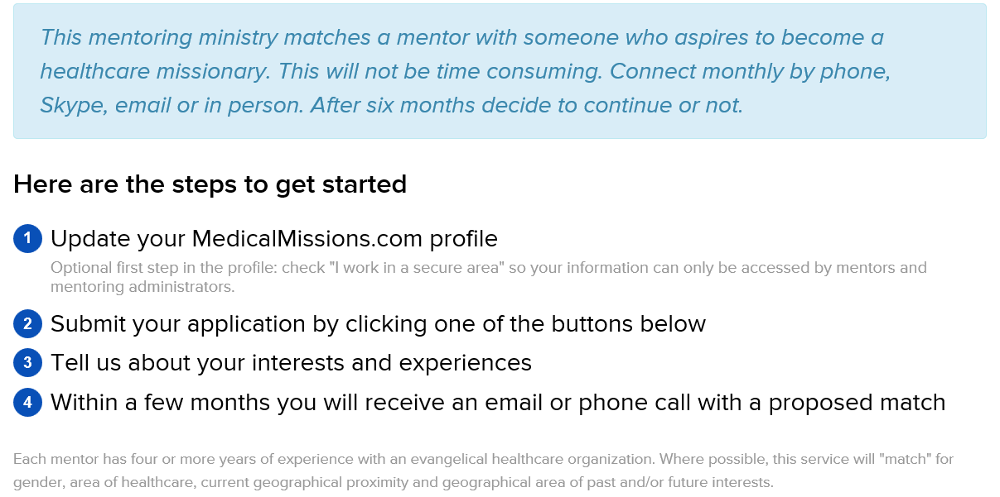 This mentoring ministry matches a mentor with someone who aspires to become a
healthcare missionary. This will not be time consuming. Connect monthly by phone,
Skype, email or in person. After six months decide to continue or not.
Here are the steps to get started
1 Update your MedicalMissions.com profile
Optional first step in the profile: check "I work in a secure area" so your information can only be accessed by mentors and
mentoring administrators.
2 Submit your application by clicking one of the buttons below
3 Tell us about your interests and experiences
4 Within a few months you will receive an email or phone call with a proposed match
Each mentor has four or more years of experience with an evangelical healthcare organization. Where possible, this service will "match" for
gender, area of healthcare, current geographical proximity and geographical area of past and/or future interests.